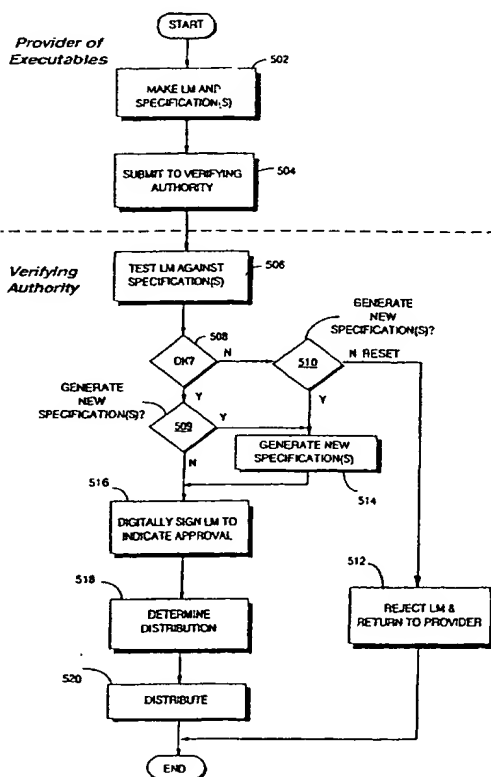 START
Provider of
Executables
502
MAKE LM AND
SPECIFICATION(S)
SUBMIT TO VERIFYING
AUTHORITY
504
Verifying
Authority
TEST LM AGAINST
SPECIFICATION(S)
506
GENERATE
NEW
SPECIFICATION(S)?
508
OK?
N
510
N RESET
GENERATE
NEW
SPECIFICATION(S)?
Y
Y
509
Y
GENERATE NEW
SPECIFICATION(S)
N
514
516
DIGITALLY SIGN LM TO
INDICATE APPROVAL
512
518
REJECT LM &
RETURN TO PROVIDER
DETERMINE
DISTRIBUTION
520
DISTRIBUTE
END